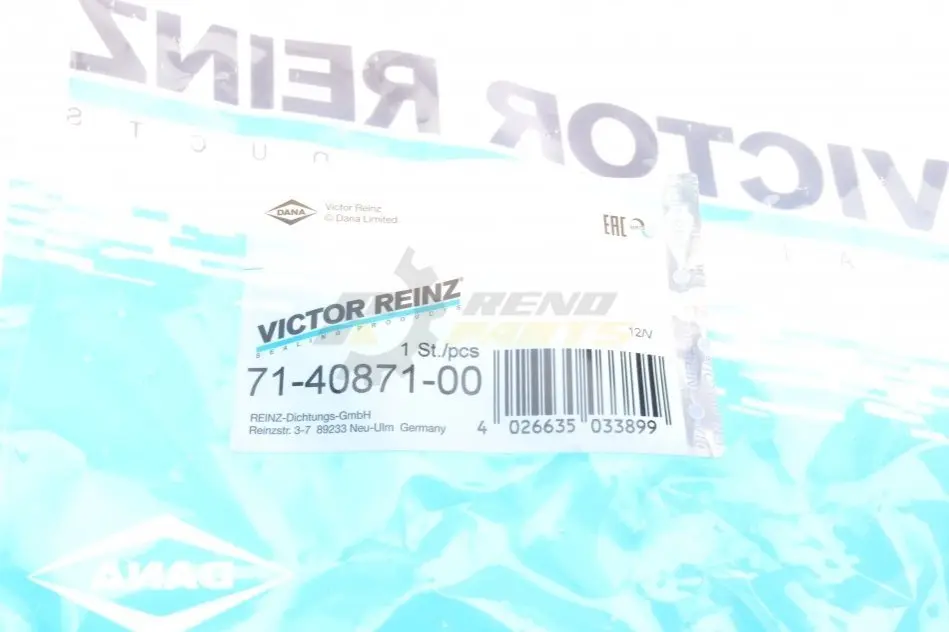 VICTOR REINZ
DANA
Victor Reinz
© Dana Limited
EAC
VICTOR REINZ
SEALING PRODUCTS
RENO
PARTS
12/V
1 St./pcs
71-40871-00
REINZ-Dichtungs-GmbH
Reinzstr. 3-7 89233 Neu-Ulm Germany
4 026635 033899
DANA